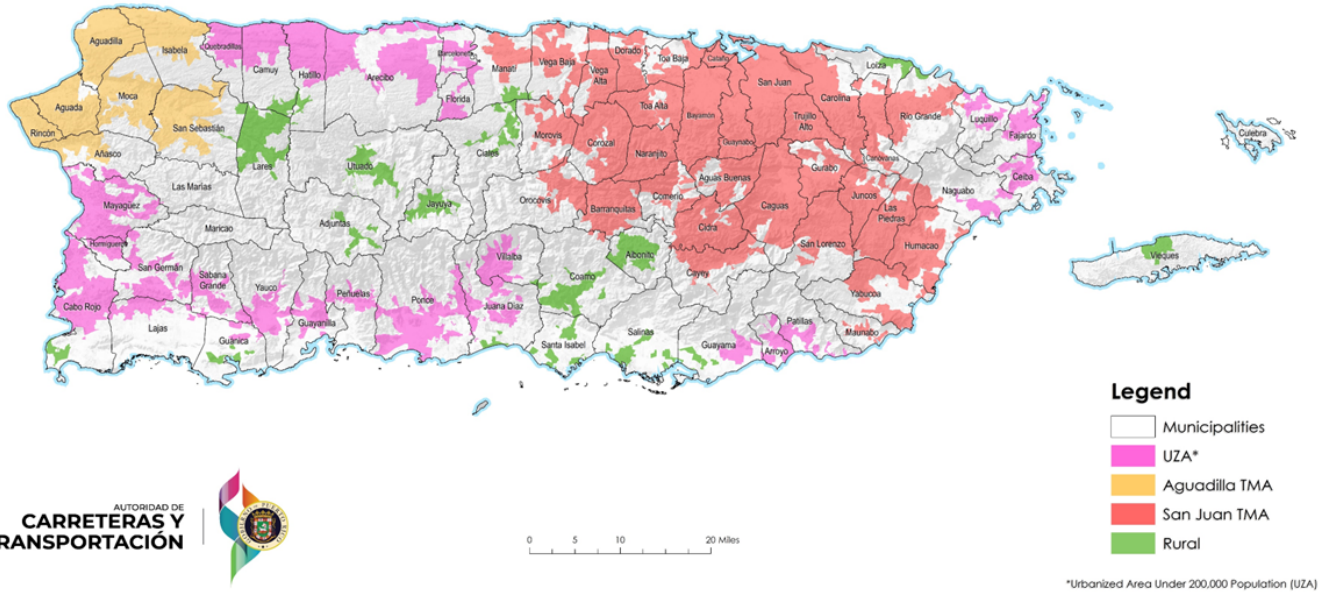 Aguadilla
Isabela
Quebradillas
Camuy
Hatillo
Arecibo
Barceloneta
Manatí
Vega Baja
Vega
Alta
Dorado
Toa Baja
Cataño
San Juan
Loiza
Moca
Aguada
Rincón
San Sebastián
Añasco
Lares
Florida
Ciales
Morovis
Corozal
Toa Alta
Naranjito
Bayamón
Guaynabo
Trujillo
Alto
Carolina
Canóvanas
Río Grande
Luquillo
Fajardo
Ceiba
Culebra
Utuado
Las Marías
Mayagüez
Maricao
Adjuntas
Jayuya
Orocovis
Barranquitas
Comerío
Aguas Buenas
Cidra
Caguas
Gurabo
Juncos
Las
Piedras
Naguabo
Humacao
Vieques
Hormigueros
San Germán
Sabana
Grande
Yauco
Peñuelas
Ponce
Villalba
Juana Díaz
Coamo
Aibonito
Cayey
San Lorenzo
Yabucoa
Cabo Rojo
Lajas
Guánica
Guayanilla
Santa Isabel
Salinas
Guayama
Arroyo
Patillas
Maunabo
Legend
Municipalities
UZA*
Aguadilla TMA
San Juan TMA
Rural
AUTORIDAD DE
CARRETERAS Y
RANSPORTACIÓN
0 5 10 20 Miles
*Urbanized Area Under 200,000 Population (UZA)